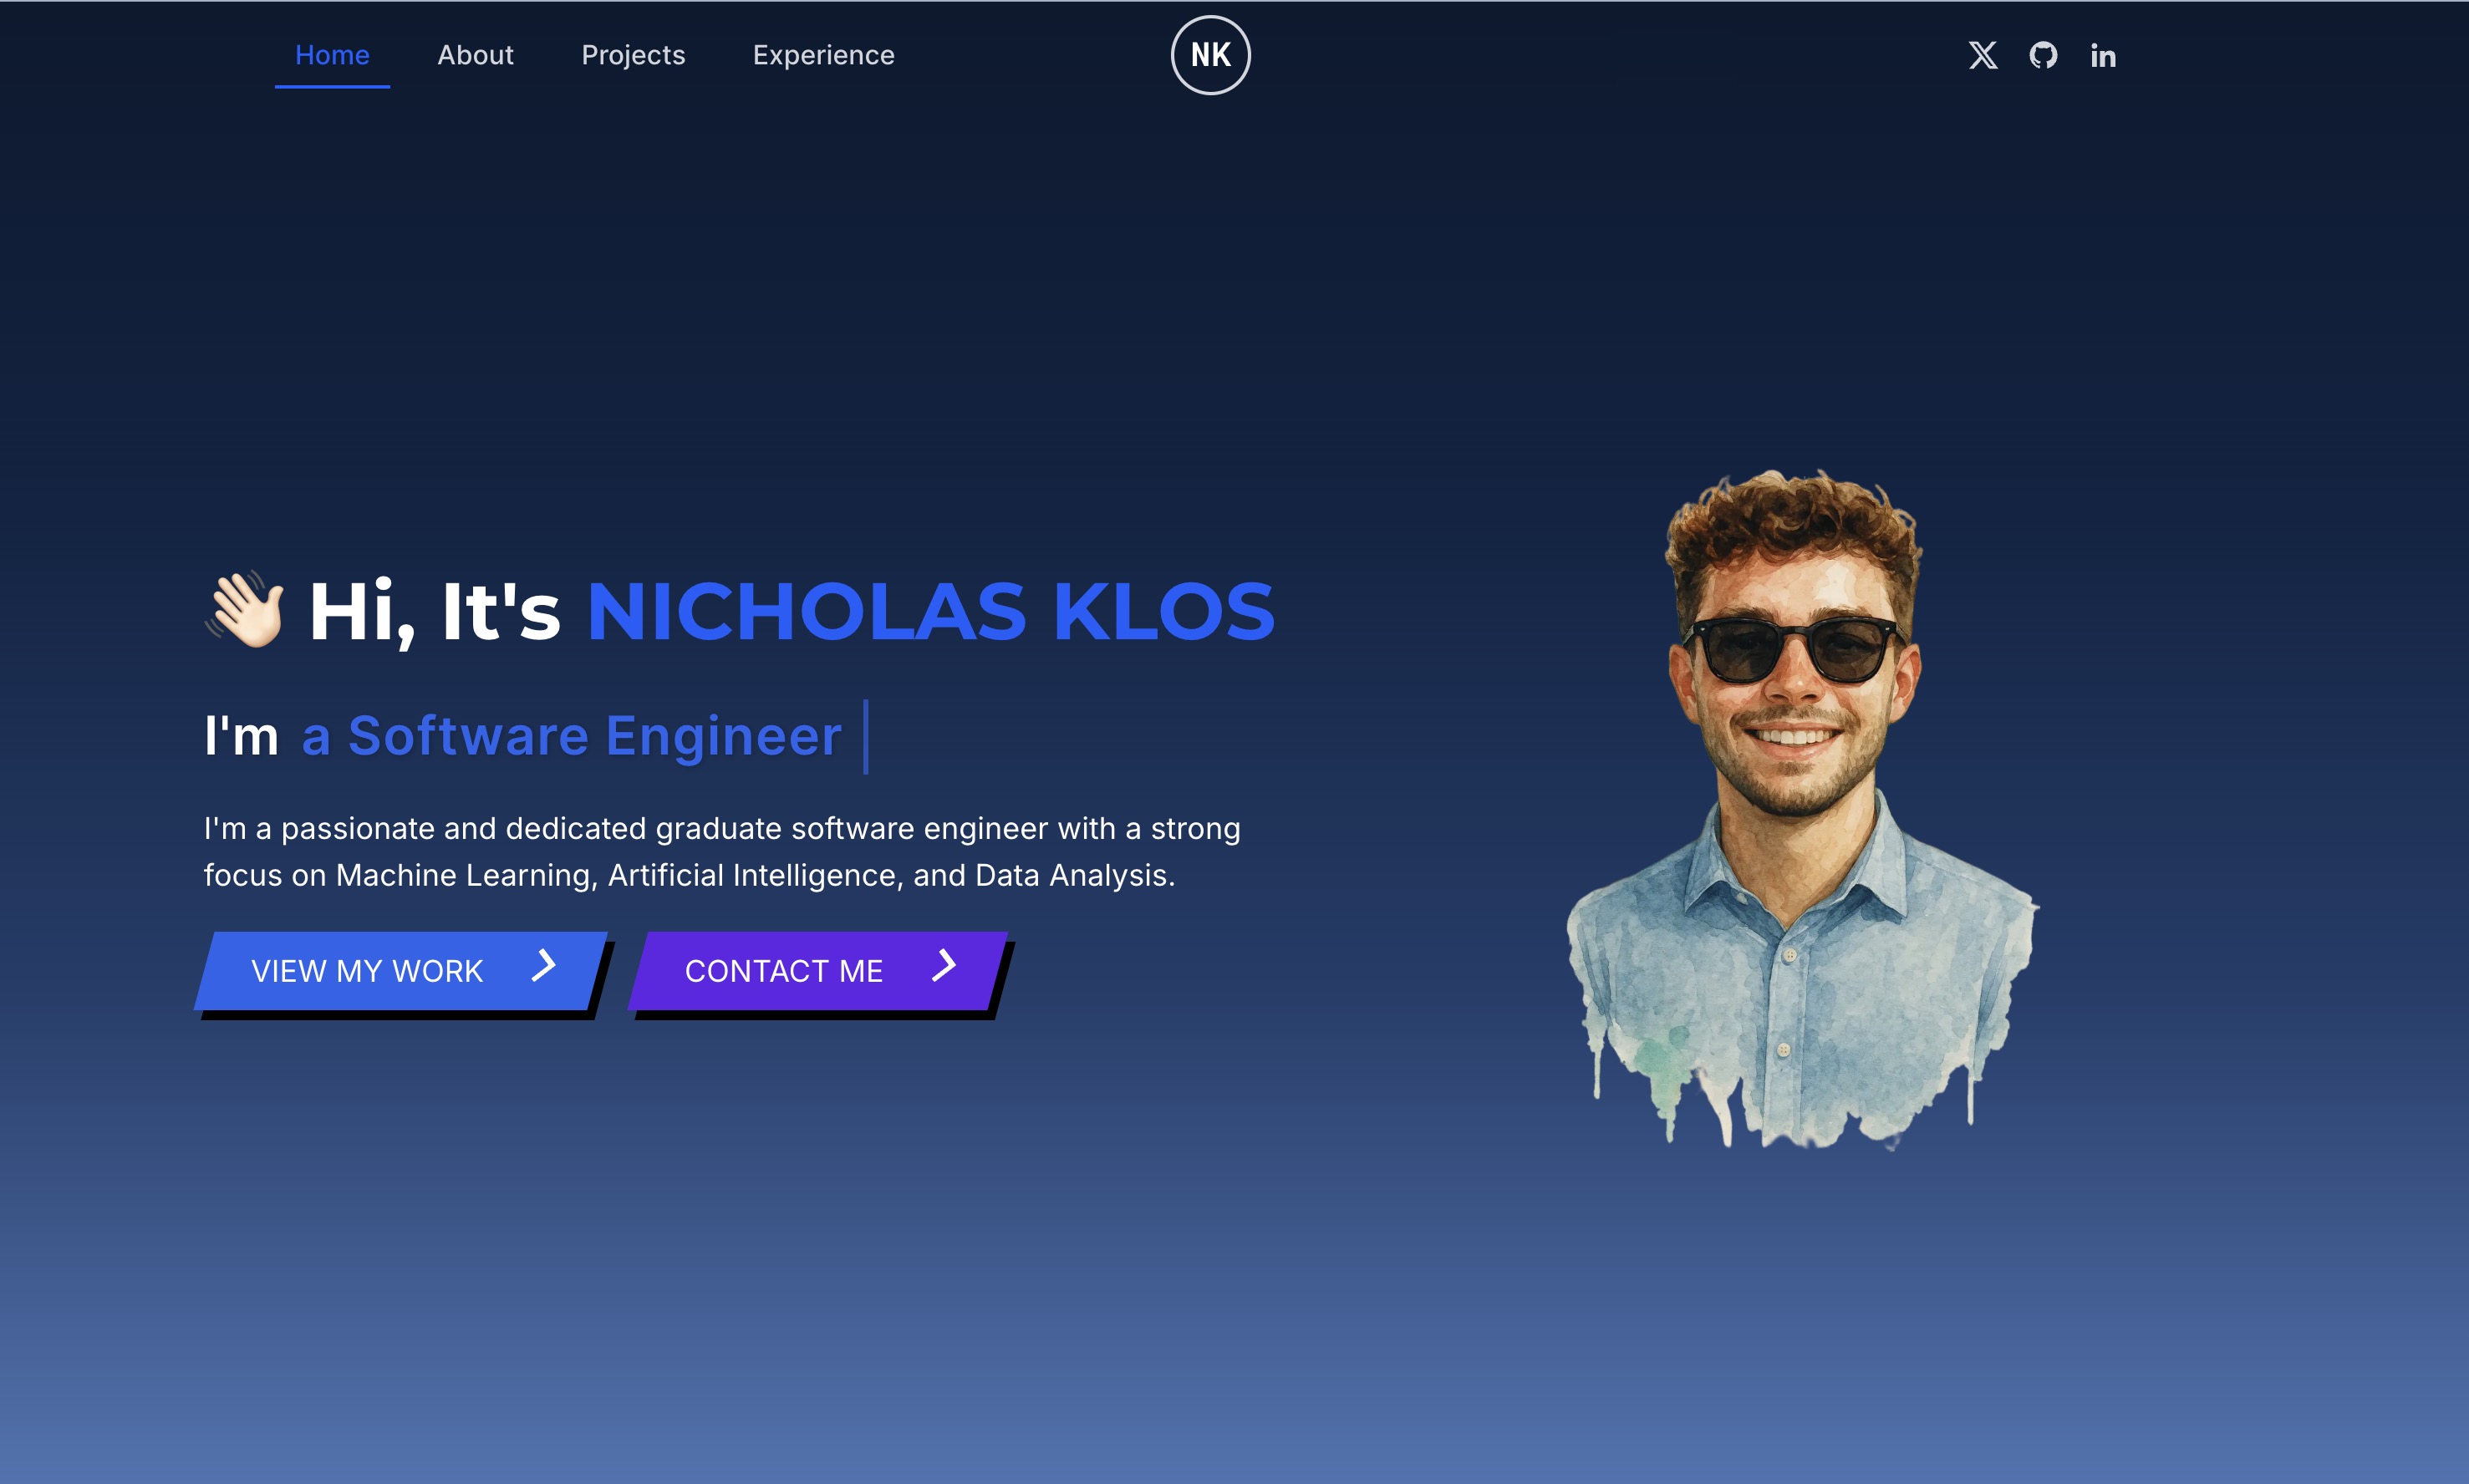 Home About Projects Experience NK X in
👋🏻 Hi, It's NICHOLAS KLOS
I'm a Software Engineer
I'm a passionate and dedicated graduate software engineer with a strong
focus on Machine Learning, Artificial Intelligence, and Data Analysis.
VIEW MY WORK CONTACT ME